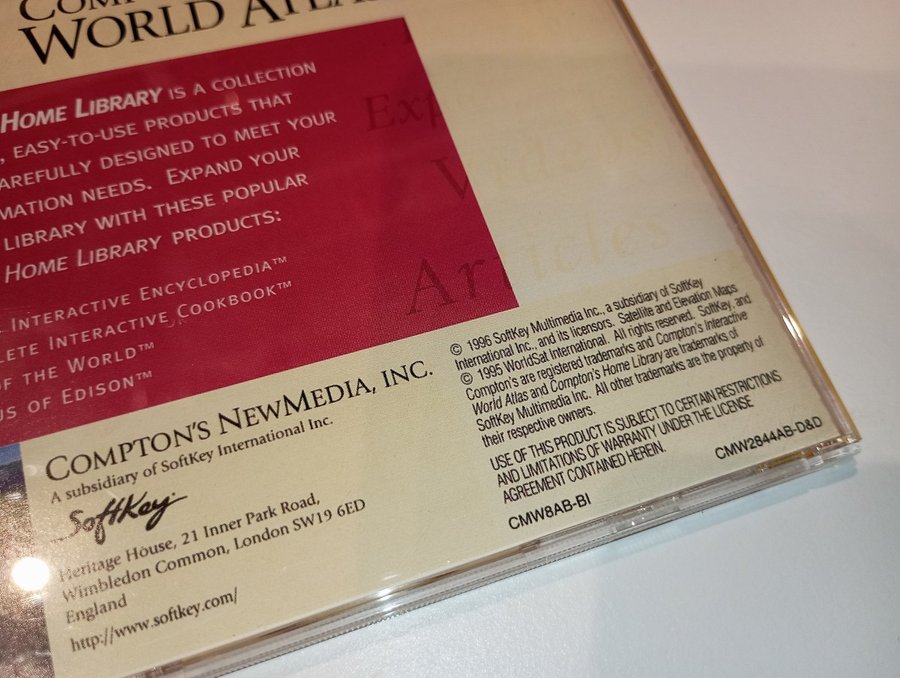 WORLD ATLAS
HOME LIBRARY IS A COLLECTION
, EASY-TO-USE PRODUCTS THAT
AREFULLY DESIGNED TO MEET YOUR
MATION NEEDS. EXPAND YOUR
LIBRARY WITH THESE POPULAR
HOME LIBRARY PRODUCTS:
INTERACTIVE ENCYCLOPEDIA™
LETE INTERACTIVE COOKBOOK™
OF THE WORLD™
US OF EDISON™
Videos
Articles
COMPTON'S NEWMEDIA, INC.
A subsidiary of SoftKey International Inc.
SoftKey
Heritage House, 21 Inner Park Road,
Wimbledon Common, London SW19 6ED
England
http://www.softkey.com/
© 1996 SoftKey Multimedia Inc., a subsidiary of SoftKey
International Inc., and its licensors. Satellite and Elevation Maps
© 1995 WorldSat International. All rights reserved. SoftKey, and
Compton's are registered trademarks and Compton's Interactive
World Atlas and Compton's Home Library are trademarks of
SoftKey Multimedia Inc. All other trademarks are the property of
their respective owners.
USE OF THIS PRODUCT IS SUBJECT TO CERTAIN RESTRICTIONS
AND LIMITATIONS OF WARRANTY UNDER THE LICENSE
AGREEMENT CONTAINED HEREIN.
CMW8AB-BI
CMW2844AB-D&D